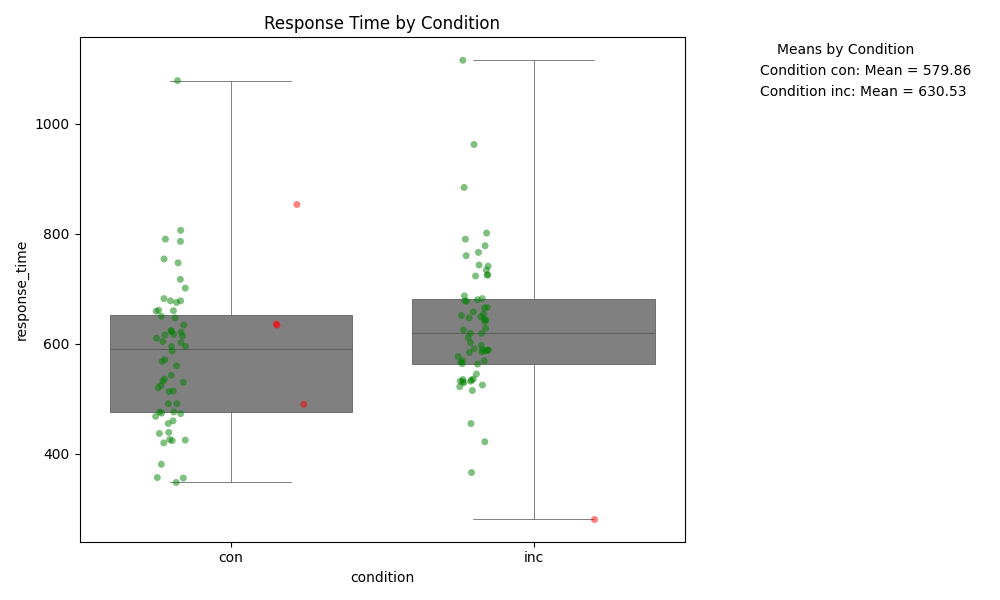 Response Time by Condition
Means by Condition
Condition con: Mean = 579.86
Condition inc: Mean = 630.53
1000
800
600
400
response_time
con
inc
condition